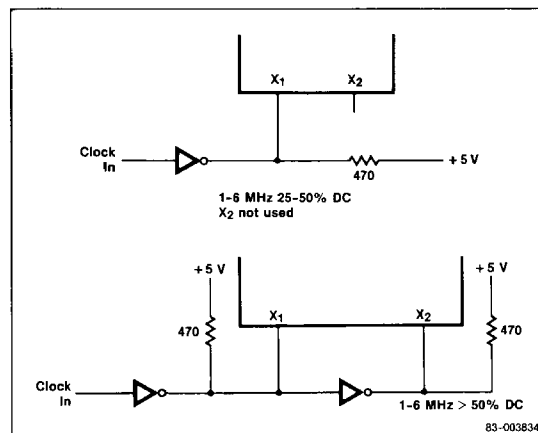 X1 X2
Clock
In
470
+ 5 V
1-6 MHz 25-50% DC
X2 not used
+ 5 V + 5 V
X1 X2
470 470
Clock
In
1-6 MHz > 50% DC
83-003834